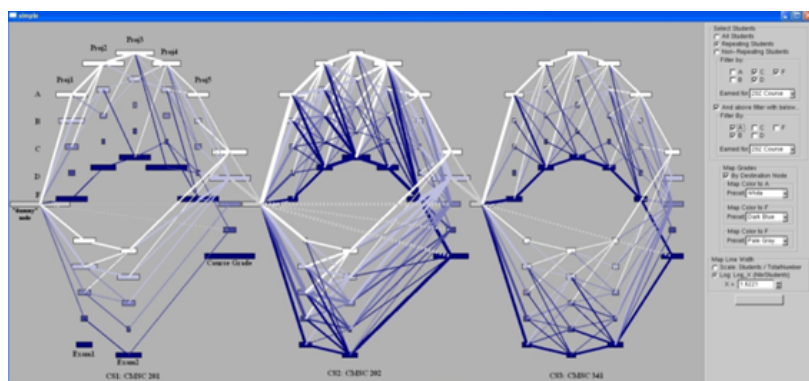 simple
Proj1
Proj2
Proj3
Proj4
Proj5
A
B
C
D
F
"dummy"
node
Course Grade
Exam1
Exam2
CS1: CMSC 201
CS2: CMSC 202
CS3: CMSC 341
Select Students
All Students
Repeating Students
Non-Repeating Students
Filter by:
A C F
B D
Earned for: 202 Course
And above filter with below...
Filter By:
A C F
B D
Earned for: 202 Course
Map Grades
By Destination Node
Map Color to A
Preset: White
Map Color to F
Preset: Dark Blue
Map Color to F
Preset: Pale Gray
Map Line Width
Scale: Students / TotalNumber
Log: Log_X (NbrStudents)
X =